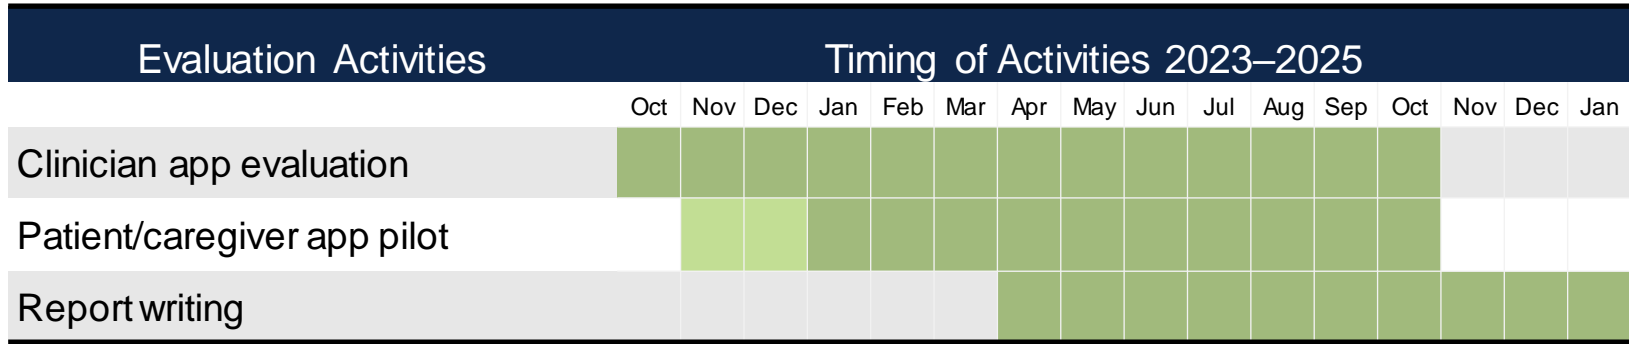 Evaluation Activities Timing of Activities 2023–2025
Oct Nov Dec Jan Feb Mar Apr May Jun Jul Aug Sep Oct Nov Dec Jan
Clinician app evaluation
Patient/caregiver app pilot
Report writing